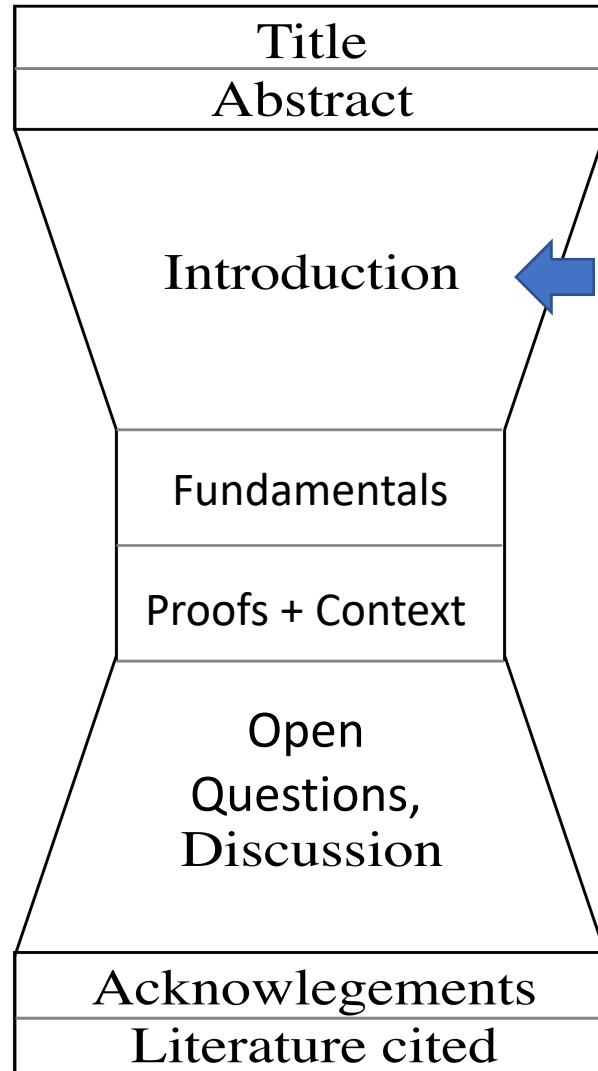 Title
Abstract
Introduction
Fundamentals
Proofs + Context
Open
Questions,
Discussion
Acknowlegements
Literature cited